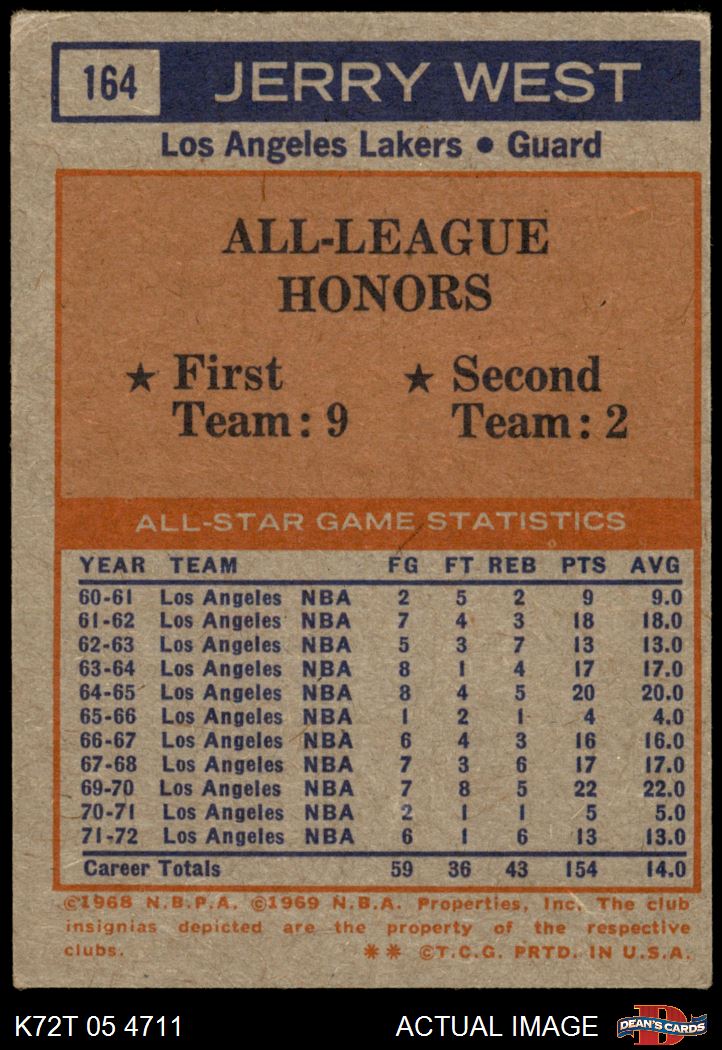 164 JERRY WEST
Los Angeles Lakers • Guard
ALL-LEAGUE
HONORS
★ First Team: 9
★ Second Team: 2
ALL-STAR GAME STATISTICS
YEAR TEAM FG FT REB PTS AVG
60-61 Los Angeles NBA 2 5 2 9 9.0
61-62 Los Angeles NBA 7 4 3 18 18.0
62-63 Los Angeles NBA 5 3 7 13 13.0
63-64 Los Angeles NBA 8 1 4 17 17.0
64-65 Los Angeles NBA 8 4 5 20 20.0
65-66 Los Angeles NBA 1 2 1 4 4.0
66-67 Los Angeles NBA 6 4 3 16 16.0
67-68 Los Angeles NBA 7 3 6 17 17.0
69-70 Los Angeles NBA 7 8 5 22 22.0
70-71 Los Angeles NBA 2 1 1 5 5.0
71-72 Los Angeles NBA 6 1 6 13 13.0
Career Totals 59 36 43 154 14.0
©1968 N.B.P.A. ©1969 N.B.A. Properties, Inc. The club
insignias depicted are the property of the respective
clubs. ** ©T.C.G. PRTD. IN U.S.A.
K72T 05 4711 ACTUAL IMAGE DEAN'S CARDS